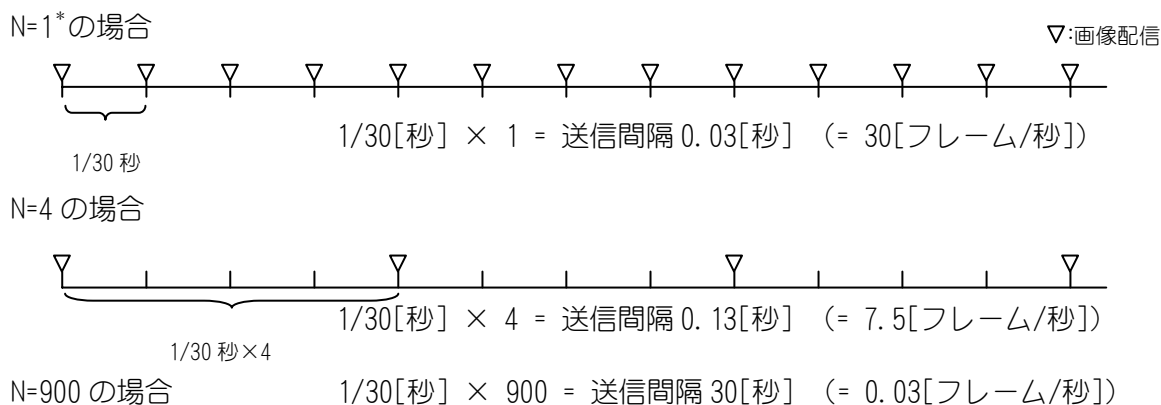 N=1*の場合
▽:画像配信
1/30[秒] × 1 = 送信間隔0.03[秒] (= 30[フレーム/秒])
1/30 秒
N=4 の場合
1/30[秒] × 4 = 送信間隔0.13[秒] (= 7.5[フレーム/秒])
1/30 秒×4
N=900 の場合 1/30[秒] × 900 = 送信間隔30[秒] (= 0.03[フレーム/秒])